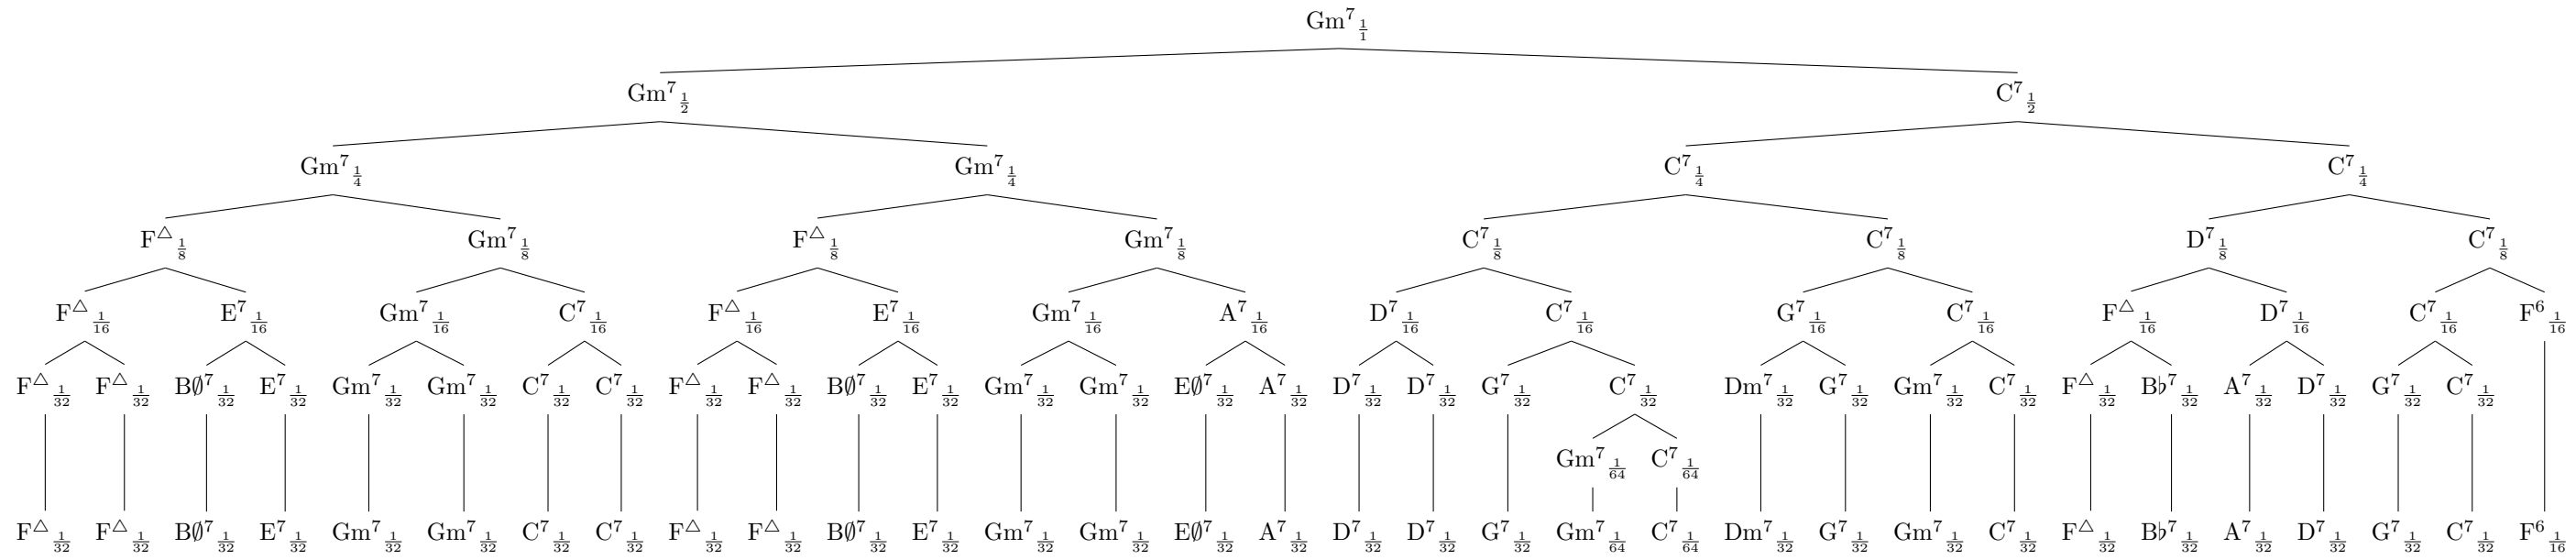 Gm⁷ 1/1
Gm⁷ 1/2 C⁷ 1/2
Gm⁷ 1/4 Gm⁷ 1/4 C⁷ 1/4 C⁷ 1/4
F△ 1/8 Gm⁷ 1/8 F△ 1/8 Gm⁷ 1/8 C⁷ 1/8 C⁷ 1/8 D⁷ 1/8 C⁷ 1/8
F△ 1/16 E⁷ 1/16 Gm⁷ 1/16 C⁷ 1/16 F△ 1/16 E⁷ 1/16 Gm⁷ 1/16 A⁷ 1/16 D⁷ 1/16 C⁷ 1/16 G⁷ 1/16 C⁷ 1/16 F△ 1/16 D⁷ 1/16 C⁷ 1/16 F⁶ 1/16
F△ 1/32 F△ 1/32 B∅⁷ 1/32 E⁷ 1/32 Gm⁷ 1/32 Gm⁷ 1/32 C⁷ 1/32 C⁷ 1/32 F△ 1/32 F△ 1/32 B∅⁷ 1/32 E⁷ 1/32 Gm⁷ 1/32 Gm⁷ 1/32 E∅⁷ 1/32 A⁷ 1/32 D⁷ 1/32 D⁷ 1/32 G⁷ 1/32 C⁷ 1/32 Dm⁷ 1/32 G⁷ 1/32 Gm⁷ 1/32 C⁷ 1/32 F△ 1/32 B♭⁷ 1/32 A⁷ 1/32 D⁷ 1/32 G⁷ 1/32 C⁷ 1/32
Gm⁷ 1/64 C⁷ 1/64
F△ 1/32 F△ 1/32 B∅⁷ 1/32 E⁷ 1/32 Gm⁷ 1/32 Gm⁷ 1/32 C⁷ 1/32 C⁷ 1/32 F△ 1/32 F△ 1/32 B∅⁷ 1/32 E⁷ 1/32 Gm⁷ 1/32 Gm⁷ 1/32 E∅⁷ 1/32 A⁷ 1/32 D⁷ 1/32 D⁷ 1/32 G⁷ 1/32 Gm⁷ 1/64 C⁷ 1/64 Dm⁷ 1/32 G⁷ 1/32 Gm⁷ 1/32 C⁷ 1/32 F△ 1/32 B♭⁷ 1/32 A⁷ 1/32 D⁷ 1/32 G⁷ 1/32 C⁷ 1/32 F⁶ 1/16